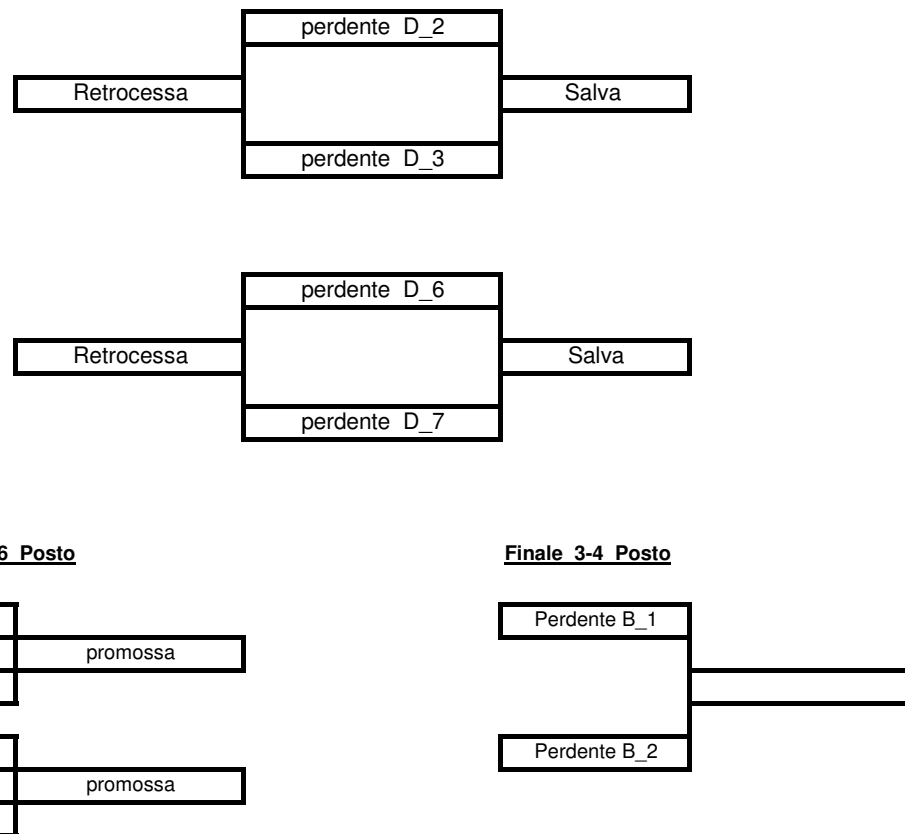 perdente D_2
Retrocessa Salva
perdente D_3
perdente D_6
Retrocessa Salva
perdente D_7
6 Posto Finale 3-4 Posto
Perdente B_1
promossa
Perdente B_2
promossa